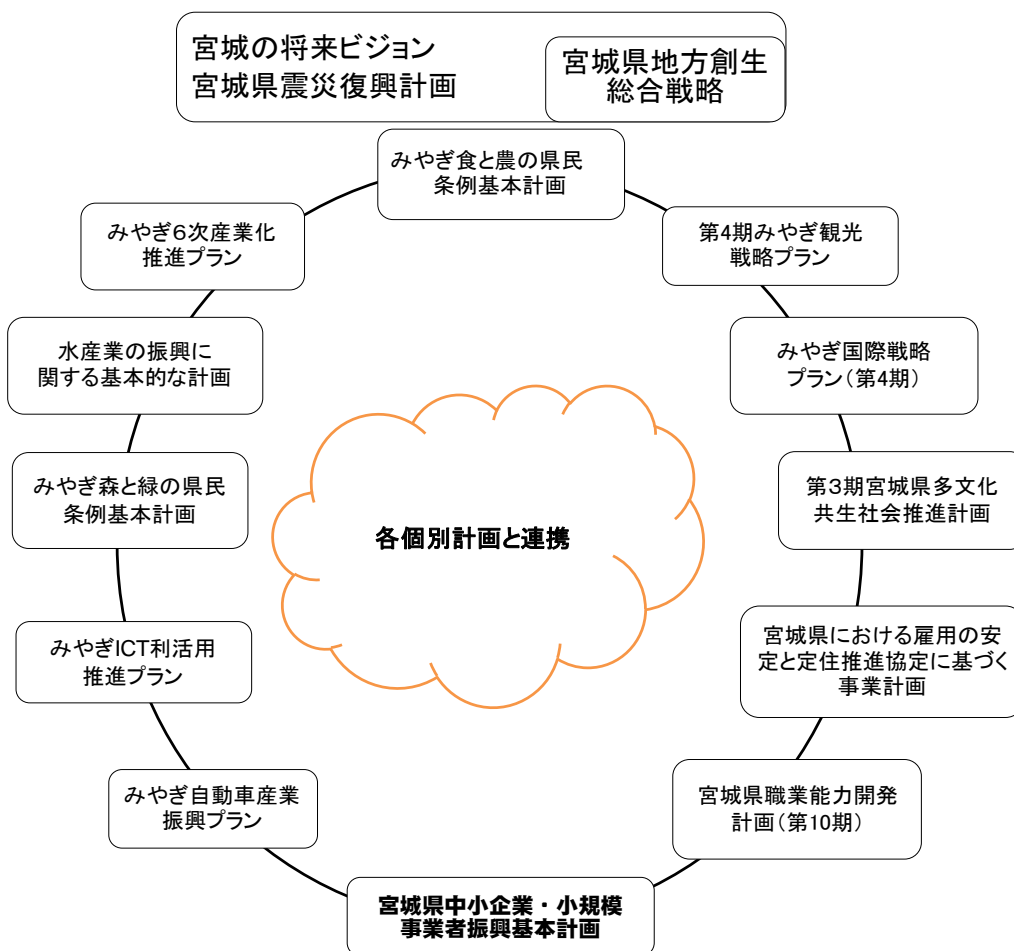 宮城の将来ビジョン
宮城県震災復興計画
宮城県地方創生
総合戦略
みやぎ食と農の県民
条例基本計画
みやぎ6次産業化
推進プラン
第4期みやぎ観光
戦略プラン
水産業の振興に
関する基本的な計画
みやぎ国際戦略
プラン(第4期)
各個別計画と連携
みやぎ森と緑の県民
条例基本計画
第3期宮城県多文化
共生社会推進計画
みやぎICT利活用
推進プラン
宮城県における雇用の安
定と定住推進協定に基づく
事業計画
みやぎ自動車産業
振興プラン
宮城県職業能力開発
計画(第10期)
宮城県中小企業・小規模
事業者振興基本計画